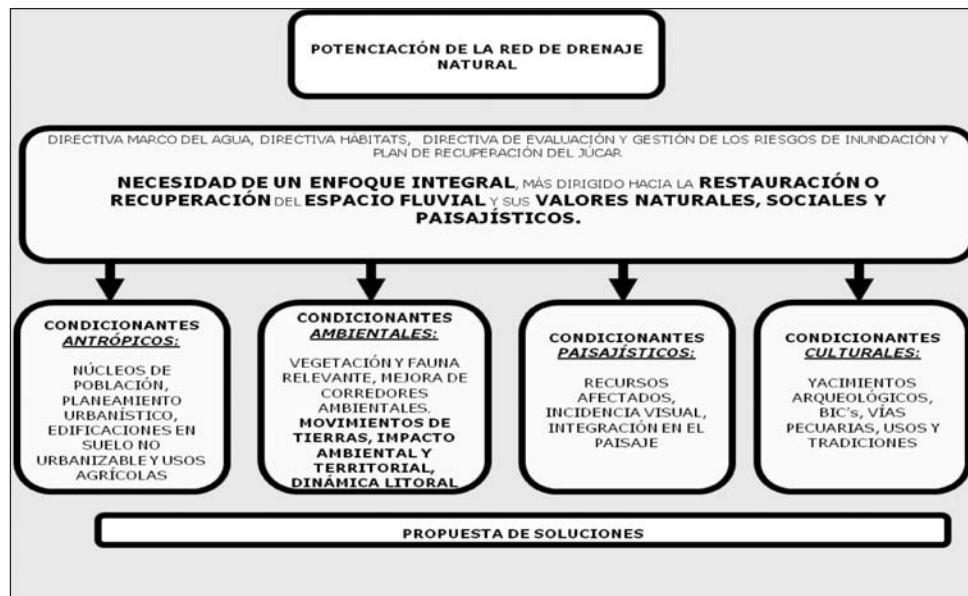 POTENCIACIÓN DE LA RED DE DRENAJE
NATURAL
DIRECTIVA MARCO DEL AGUA, DIRECTIVA HÁBITATS, DIRECTIVA DE EVALUACIÓN Y GESTIÓN DE LOS RIESGOS DE INUNDACIÓN Y
PLAN DE RECUPERACIÓN DEL JÚCAR
NECESIDAD DE UN ENFOQUE INTEGRAL, MÁS DIRIGIDO HACIA LA RESTAURACIÓN O
RECUPERACIÓN DEL ESPACIO FLUVIAL Y SUS VALORES NATURALES, SOCIALES Y
PAISAJÍSTICOS.
CONDICIONANTES
ANTRÓPICOS:
NÚCLEOS DE
POBLACIÓN,
PLANEAMIENTO
URBANÍSTICO,
EDIFICACIONES EN
SUELO NO
URBANIZABLE Y USOS
AGRÍCOLAS
CONDICIONANTES
AMBIENTALES:
VEGETACIÓN Y FAUNA
RELEVANTE, MEJORA DE
CORREDORES
AMBIENTALES,
MOVIMIENTOS DE
TIERRAS, IMPACTO
AMBIENTAL Y
TERRITORIAL,
DINÁMICA LITORAL
CONDICIONANTES
PAISAJÍSTICOS:
RECURSOS
AFECTADOS,
INCIDENCIA VISUAL,
INTEGRACIÓN EN EL
PAISAJE
CONDICIONANTES
CULTURALES:
YACIMIENTOS
ARQUEOLÓGICOS,
BIC's, VÍAS
PECUARIAS, USOS Y
TRADICIONES
PROPUESTA DE SOLUCIONES